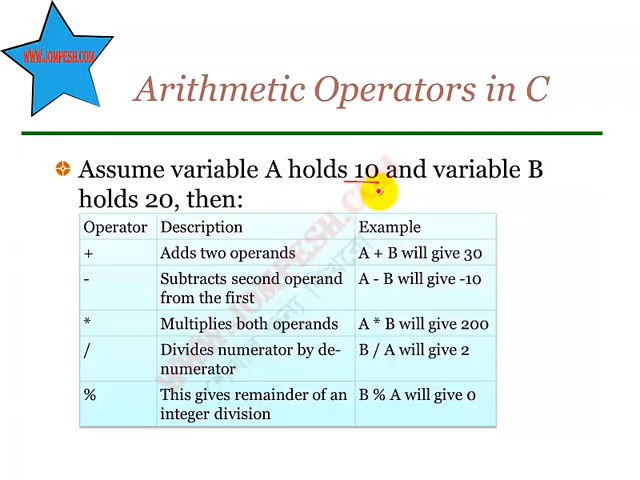 WWW.JOMPESH.COM
Arithmetic Operators in C
Assume variable A holds 10 and variable B
holds 20, then:
Operator Description Example
+ Adds two operands A + B will give 30
- Subtracts second operand A - B will give -10
from the first
* Multiplies both operands A * B will give 200
/ Divides numerator by de- B / A will give 2
numerator
% This gives remainder of an B % A will give 0
integer division
WWW.JOMPESH.COM